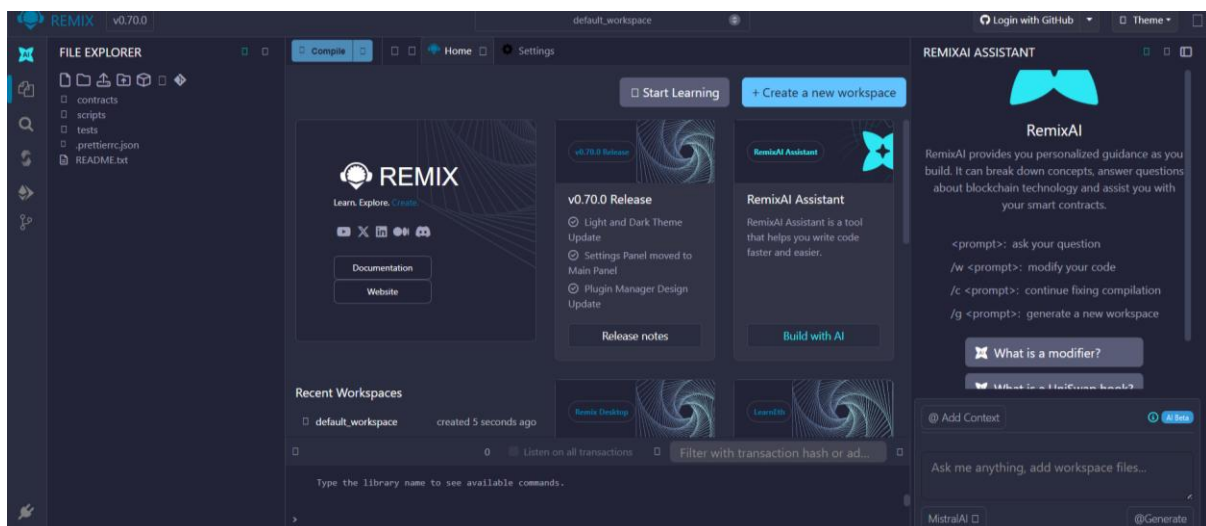 REMIX v0.70.0
default_workspace
Login with GitHub
Theme
AI
FILE EXPLORER
contracts
scripts
tests
.prettierrc.json
README.txt
Compile
Home
Settings
Start Learning
+ Create a new workspace
REMIX
Learn. Explore. Create.
Documentation
Website
v0.70.0 Release
v0.70.0 Release
Light and Dark Theme
Update
Settings Panel moved to
Main Panel
Plugin Manager Design
Update
Release notes
RemixAI Assistant
RemixAI Assistant
RemixAI Assistant is a tool
that helps you write code
faster and easier.
Build with AI
Recent Workspaces
default_workspace created 5 seconds ago
Remix Desktop
LearnEth
0 Listen on all transactions
Filter with transaction hash or ad...
Type the library name to see available commands.
>
REMIXAI ASSISTANT
RemixAI
RemixAI provides you personalized guidance as you
build. It can break down concepts, answer questions
about blockchain technology and assist you with
your smart contracts.
<prompt>: ask your question
/w <prompt>: modify your code
/c <prompt>: continue fixing compilation
/g <prompt>: generate a new workspace
What is a modifier?
What is a UniSwap hook?
@ Add Context
AI Beta
Ask me anything, add workspace files...
MistralAI
@Generate